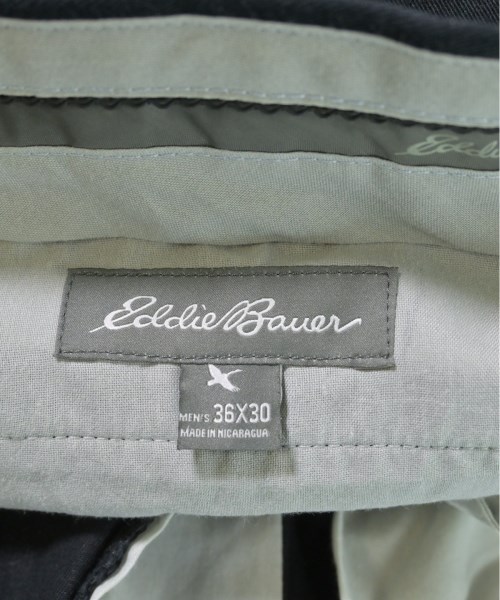 Eddie Bauer
MEN'S 36X30
MADE IN NICARAGUA